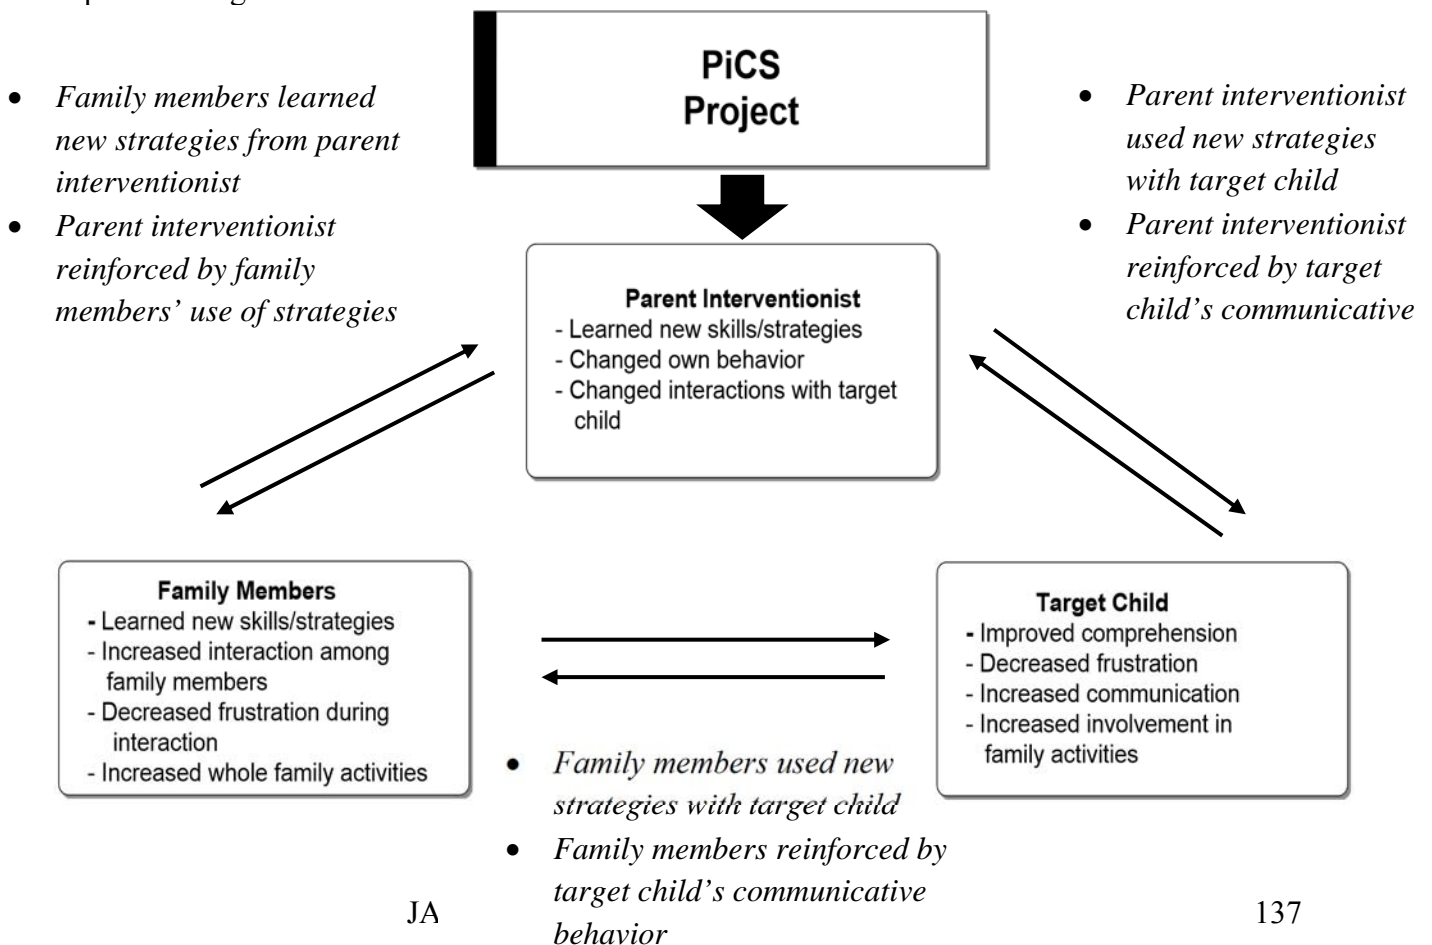 PiCS
Project
• Family members learned
new strategies from parent
interventionist
• Parent interventionist
reinforced by family
members’ use of strategies
• Parent interventionist
used new strategies
with target child
• Parent interventionist
reinforced by target
child’s communicative
Parent Interventionist
- Learned new skills/strategies
- Changed own behavior
- Changed interactions with target
child
Family Members
- Learned new skills/strategies
- Increased interaction among
family members
- Decreased frustration during
interaction
- Increased whole family activities
Target Child
- Improved comprehension
- Decreased frustration
- Increased communication
- Increased involvement in
family activities
• Family members used new
strategies with target child
• Family members reinforced by
target child’s communicative
behavior
JA
137